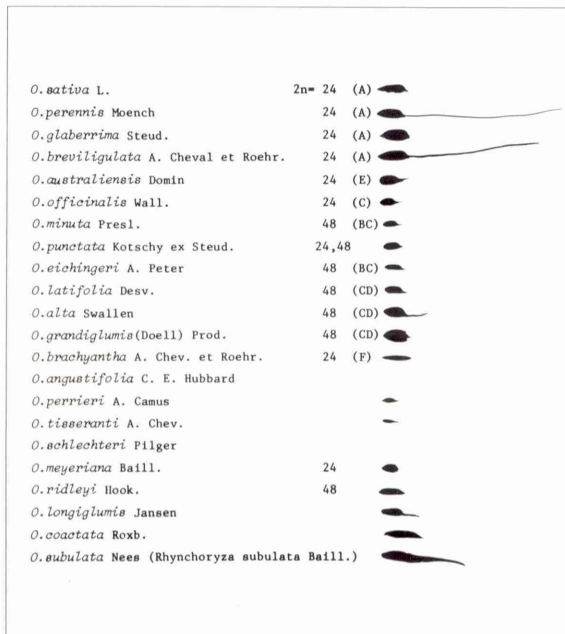 O.sativa L. 2n= 24 (A)
O.perennis Moench 24 (A)
O.glaberrima Steud. 24 (A)
O.breviligulata A. Cheval et Roehr. 24 (A)
O.australiensis Domin 24 (E)
O.officinalis Wall. 24 (C)
O.minuta Presl. 48 (BC)
O.punctata Kotschy ex Steud. 24,48
O.eichingeri A. Peter 48 (BC)
O.latifolia Desv. 48 (CD)
O.alta Swallen 48 (CD)
O.grandiglumis(Doell) Prod. 48 (CD)
O.brachyantha A. Chev. et Roehr. 24 (F)
O.angustifolia C. E. Hubbard
O.perrieri A. Camus
O.tisseranti A. Chev.
O.schlechteri Pilger
O.meyeriana Baill. 24
O.ridleyi Hook. 48
O.longiglumis Jansen
O.coactata Roxb.
O.subulata Nees (Rhynchoryza subulata Baill.)